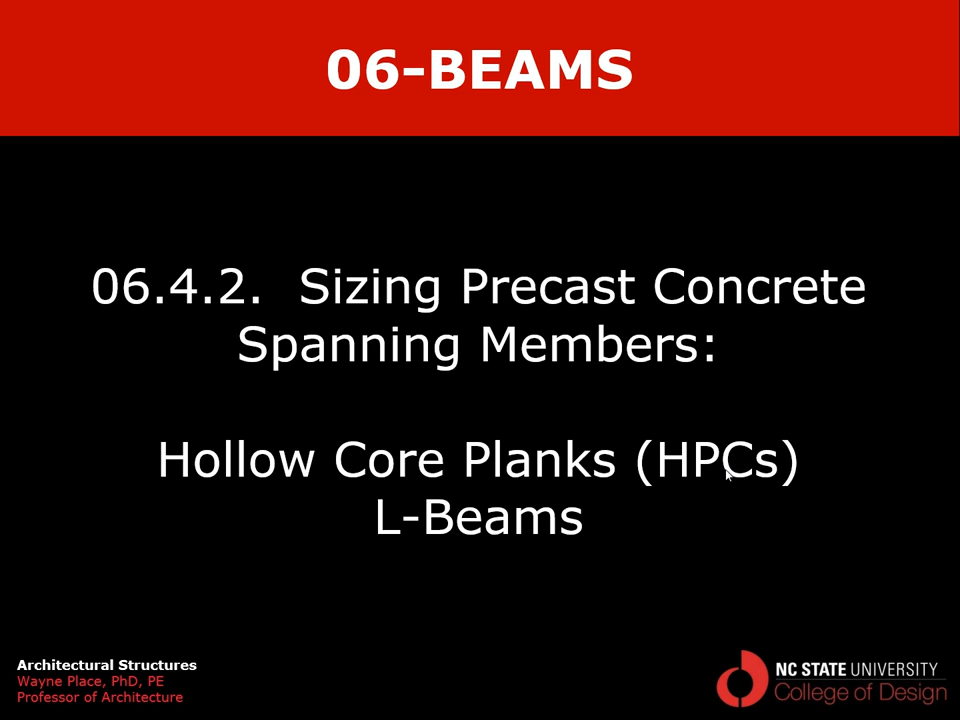 06-BEAMS
06.4.2. Sizing Precast Concrete
Spanning Members:
Hollow Core Planks (HPCs)
L-Beams
Architectural Structures
Wayne Place, PhD, PE
Professor of Architecture
NC STATE UNIVERSITY
College of Design